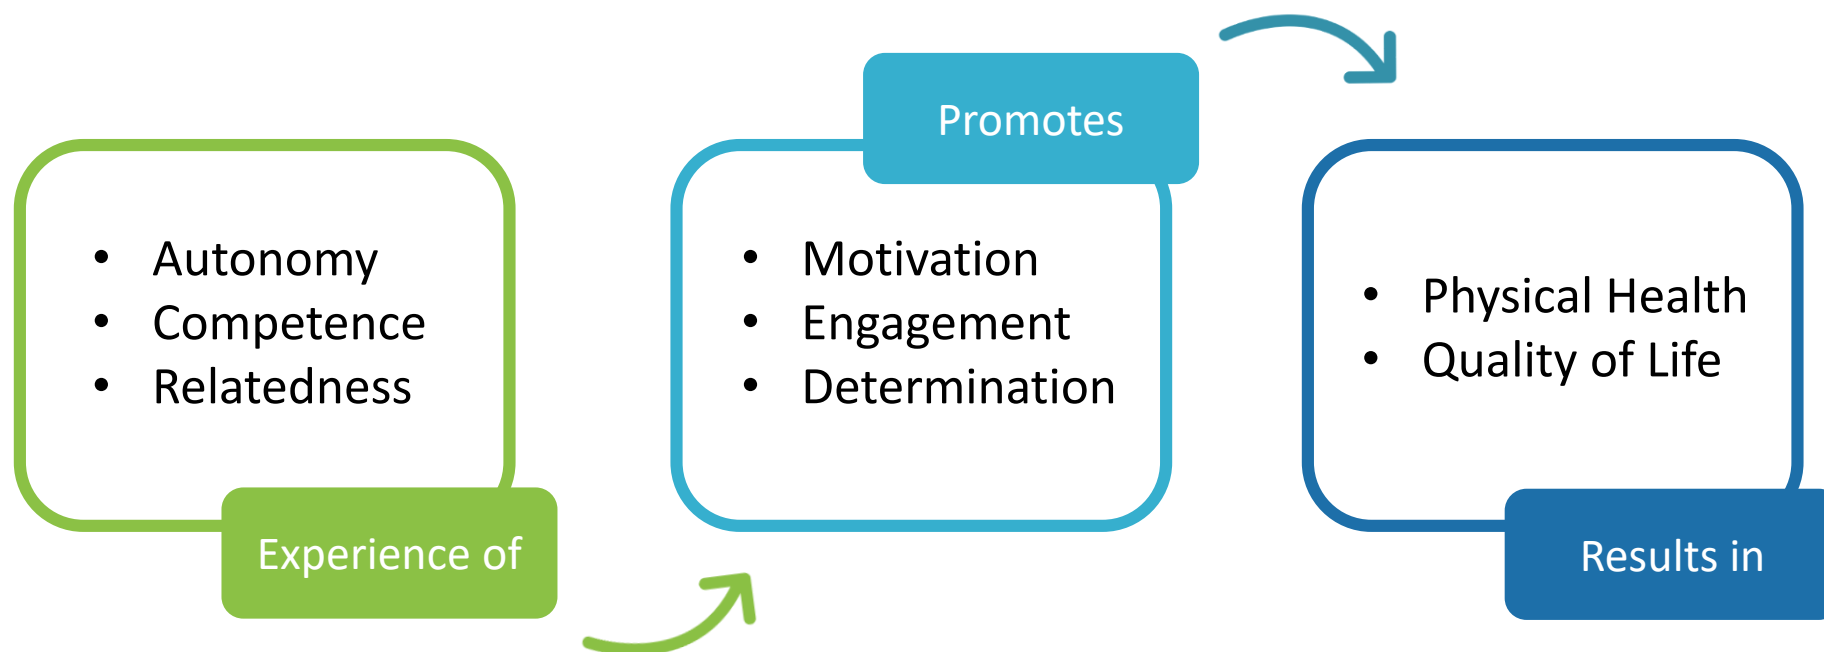 Experience of
• Autonomy
• Competence
• Relatedness
Promotes
• Motivation
• Engagement
• Determination
Results in
• Physical Health
• Quality of Life